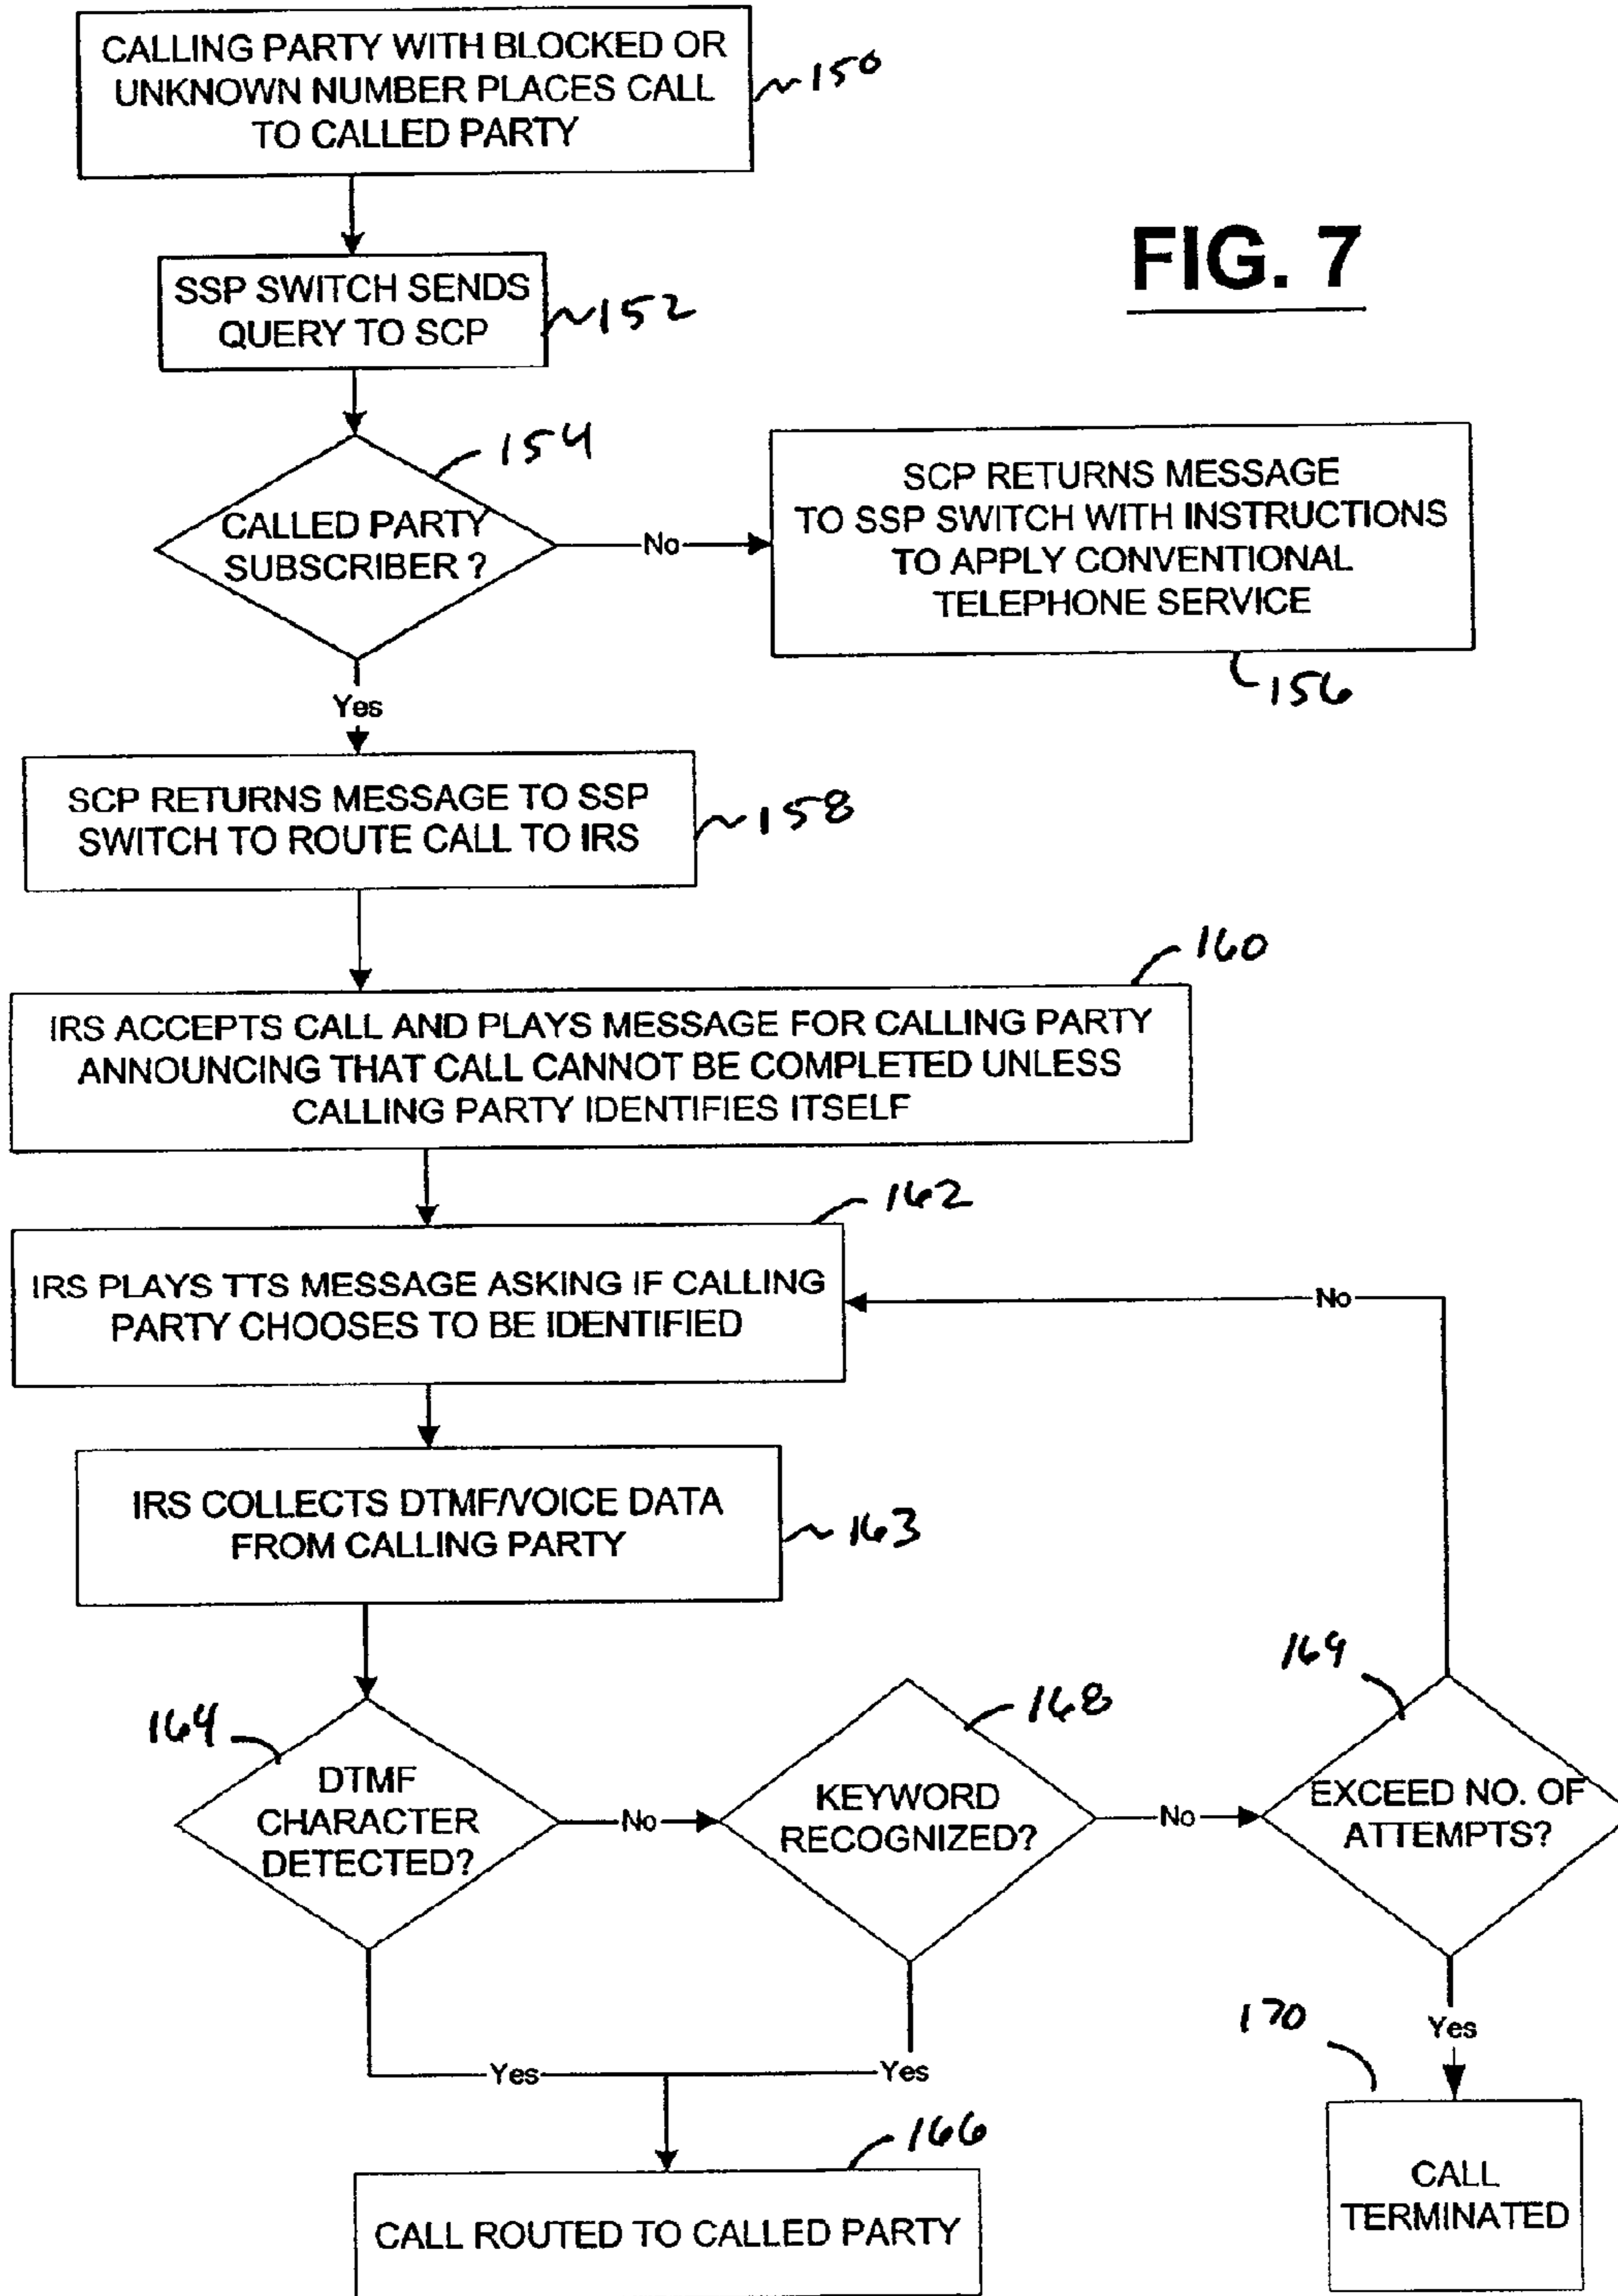 CALLING PARTY WITH BLOCKED OR
UNKNOWN NUMBER PLACES CALL
TO CALLED PARTY
150
FIG. 7
SSP SWITCH SENDS
QUERY TO SCP
152
154
CALLED PARTY
SUBSCRIBER ?
No
SCP RETURNS MESSAGE
TO SSP SWITCH WITH INSTRUCTIONS
TO APPLY CONVENTIONAL
TELEPHONE SERVICE
156
Yes
SCP RETURNS MESSAGE TO SSP
SWITCH TO ROUTE CALL TO IRS
158
160
IRS ACCEPTS CALL AND PLAYS MESSAGE FOR CALLING PARTY
ANNOUNCING THAT CALL CANNOT BE COMPLETED UNLESS
CALLING PARTY IDENTIFIES ITSELF
162
IRS PLAYS TTS MESSAGE ASKING IF CALLING
PARTY CHOOSES TO BE IDENTIFIED
No
IRS COLLECTS DTMF/VOICE DATA
FROM CALLING PARTY
163
164
DTMF
CHARACTER
DETECTED?
No
168
KEYWORD
RECOGNIZED?
No
169
EXCEED NO. OF
ATTEMPTS?
Yes
Yes
Yes
170
166
CALL ROUTED TO CALLED PARTY
CALL
TERMINATED